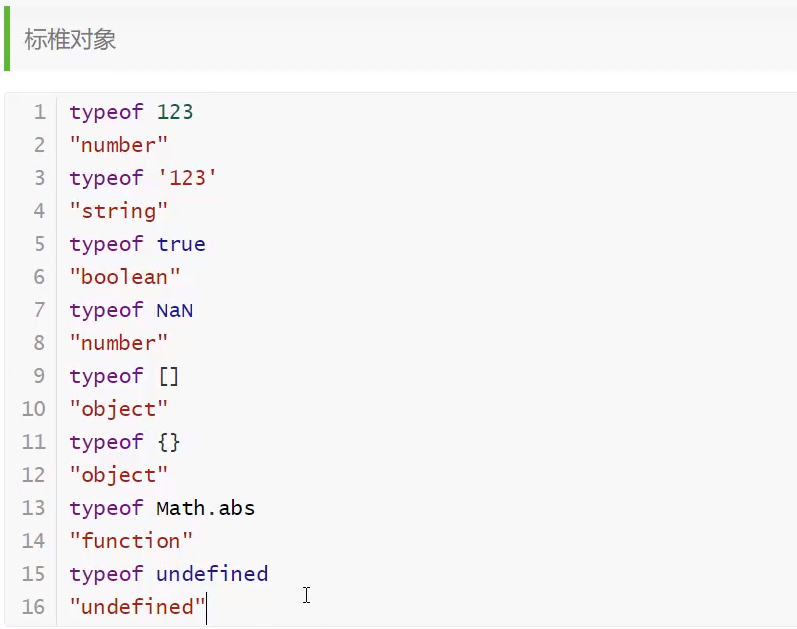 标椎对象
1 typeof 123
2 "number"
3 typeof '123'
4 "string"
5 typeof true
6 "boolean"
7 typeof NaN
8 "number"
9 typeof []
10 "object"
11 typeof {}
12 "object"
13 typeof Math.abs
14 "function"
15 typeof undefined
16 "undefined"